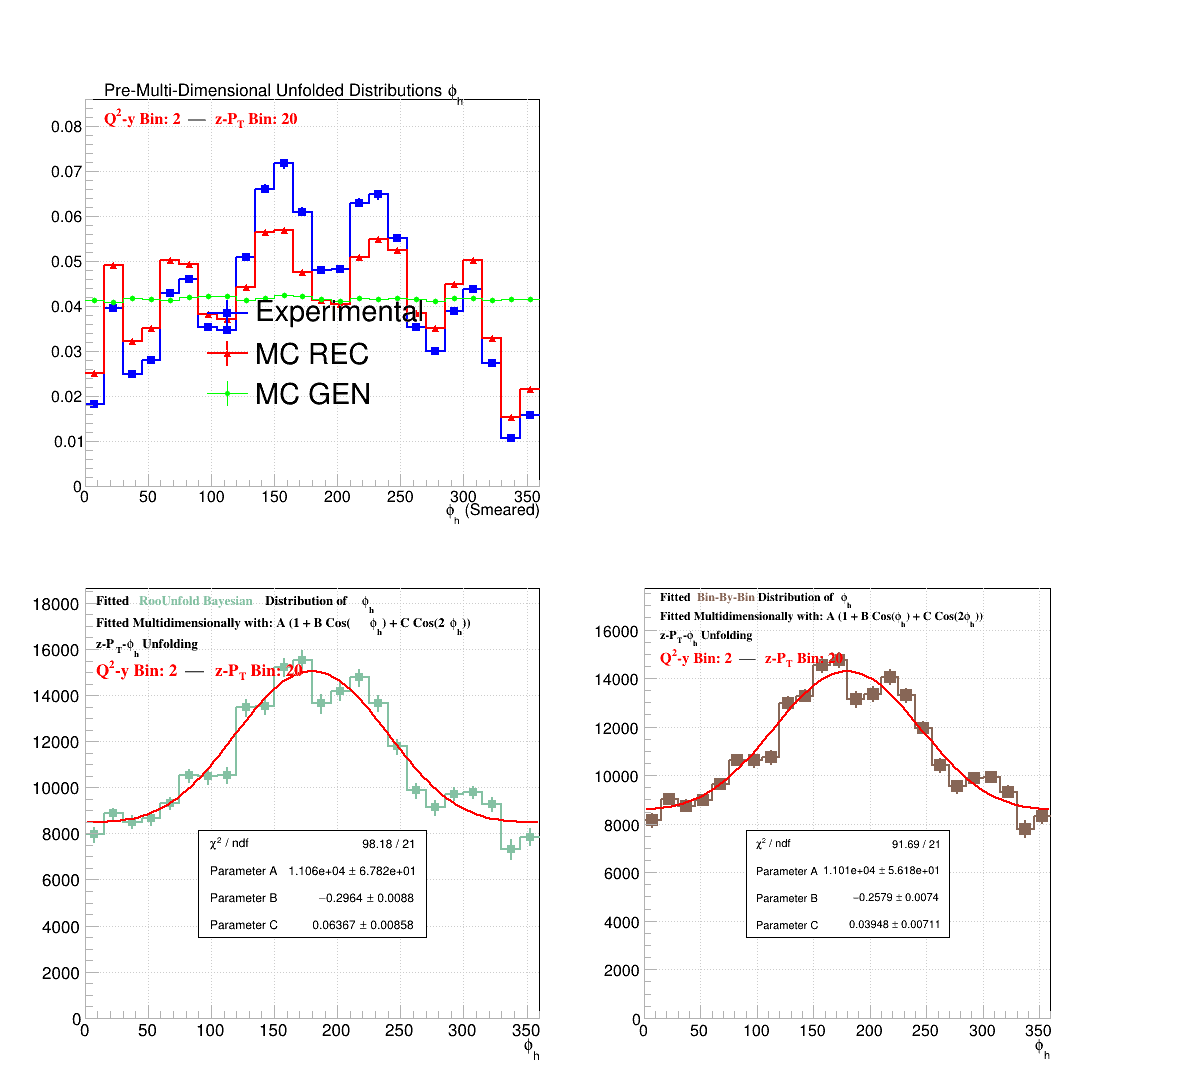 Pre-Multi-Dimensional Unfolded Distributions ϕh
Q²-y Bin: 2 — z-PT Bin: 20
0.08
0.07
0.06
0.05
0.04
0.03
0.02
0.01
0
Experimental
MC REC
MC GEN
0 50 100 150 200 250 300 350
ϕh (Smeared)
Fitted RooUnfold Bayesian Distribution of ϕh
Fitted Multidimensionally with: A (1 + B Cos(ϕh) + C Cos(2 ϕh))
z-PT-ϕh Unfolding
Q²-y Bin: 2 — z-PT Bin: 20
18000
16000
14000
12000
10000
8000
6000
4000
2000
0
χ² / ndf 98.18 / 21
Parameter A 1.106e+04 ± 6.782e+01
Parameter B −0.2964 ± 0.0088
Parameter C 0.06367 ± 0.00858
0 50 100 150 200 250 300 350
ϕh
Fitted Bin-By-Bin Distribution of ϕh
Fitted Multidimensionally with: A (1 + B Cos(ϕh) + C Cos(2ϕh))
z-PT-ϕh Unfolding
Q²-y Bin: 2 — z-PT Bin: 20
16000
14000
12000
10000
8000
6000
4000
2000
0
χ² / ndf 91.69 / 21
Parameter A 1.101e+04 ± 5.618e+01
Parameter B −0.2579 ± 0.0074
Parameter C 0.03948 ± 0.00711
0 50 100 150 200 250 300 350
ϕh